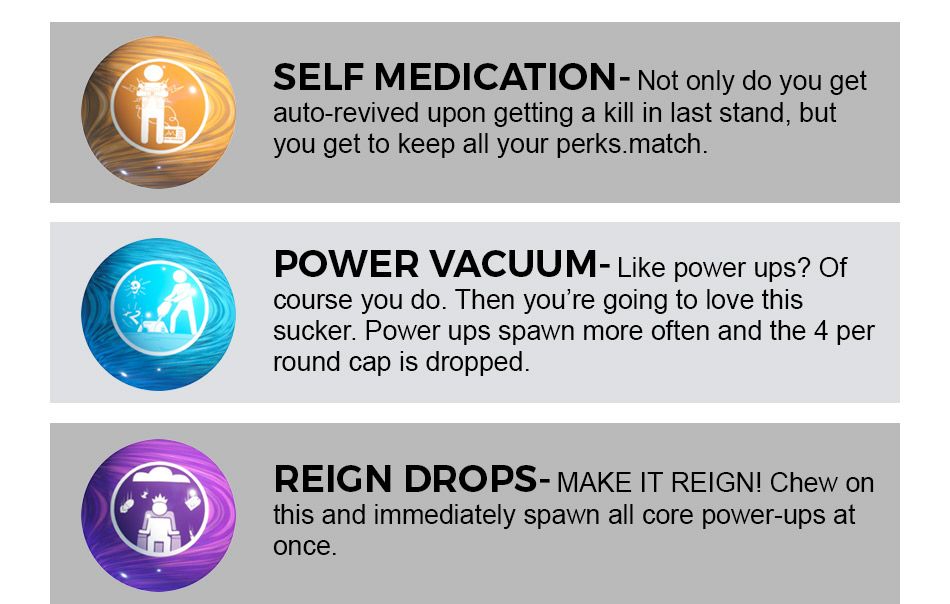 SELF MEDICATION- Not only do you get
auto-revived upon getting a kill in last stand, but
you get to keep all your perks.match.
POWER VACUUM- Like power ups? Of
course you do. Then you’re going to love this
sucker. Power ups spawn more often and the 4 per
round cap is dropped.
REIGN DROPS- MAKE IT REIGN! Chew on
this and immediately spawn all core power-ups at
once.